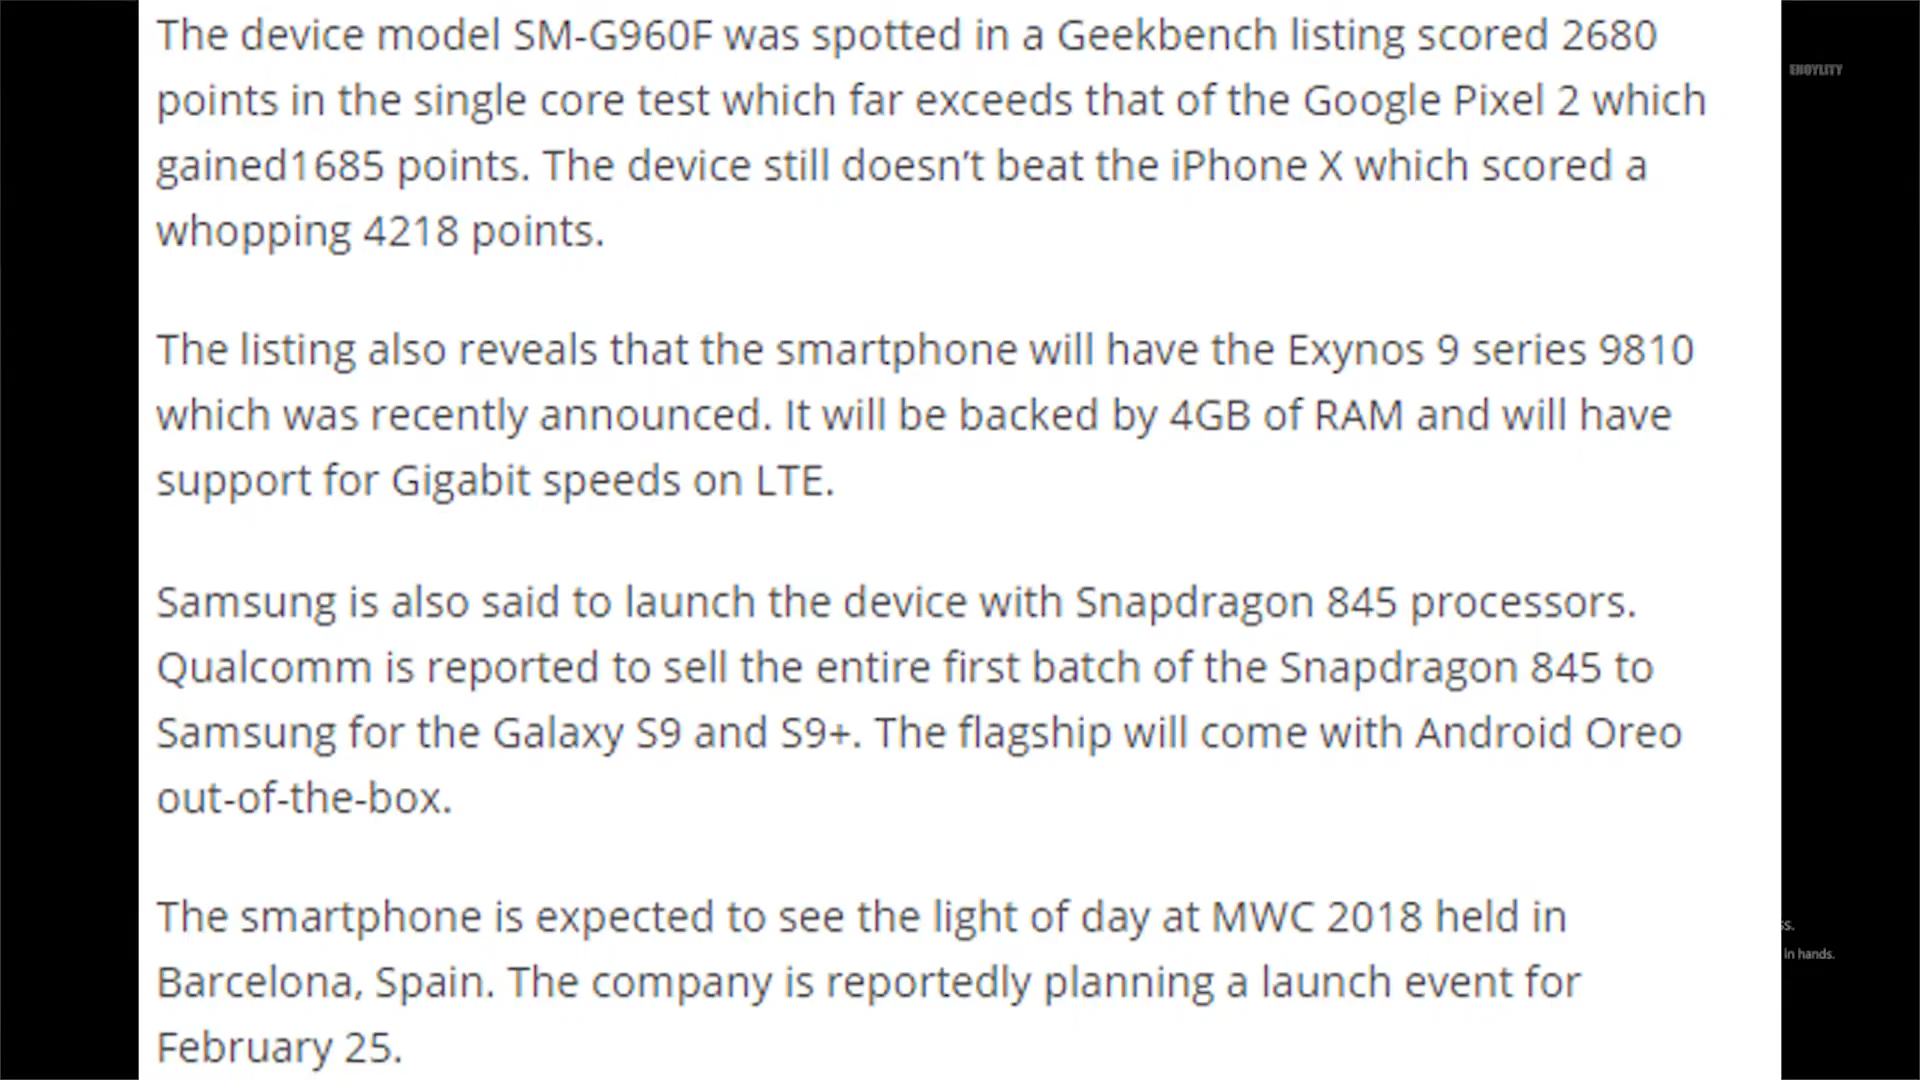 The device model SM-G960F was spotted in a Geekbench listing scored 2680
points in the single core test which far exceeds that of the Google Pixel 2 which
gained1685 points. The device still doesn’t beat the iPhone X which scored a
whopping 4218 points.
The listing also reveals that the smartphone will have the Exynos 9 series 9810
which was recently announced. It will be backed by 4GB of RAM and will have
support for Gigabit speeds on LTE.
Samsung is also said to launch the device with Snapdragon 845 processors.
Qualcomm is reported to sell the entire first batch of the Snapdragon 845 to
Samsung for the Galaxy S9 and S9+. The flagship will come with Android Oreo
out-of-the-box.
The smartphone is expected to see the light of day at MWC 2018 held in
Barcelona, Spain. The company is reportedly planning a launch event for
February 25.
ENOYLITY
in hands.